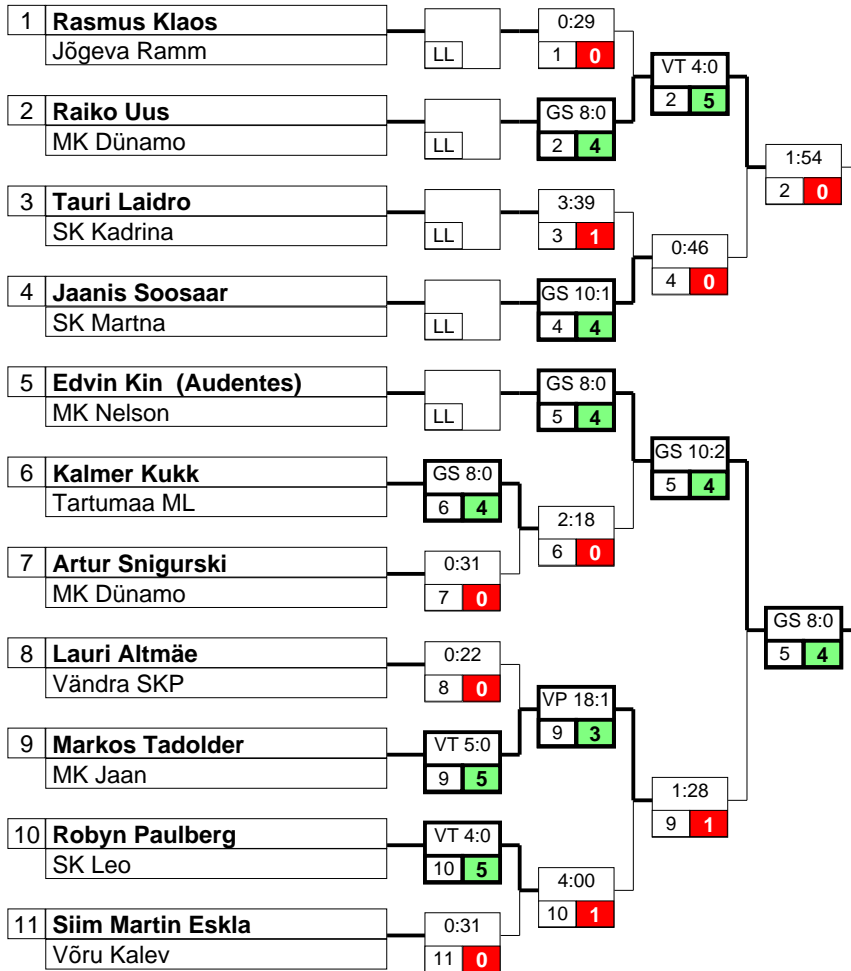 1 Rasmus Klaos
Jõgeva Ramm
LL
0:29
1 0
VT 4:0
2 5
2 Raiko Uus
MK Dünamo
LL
GS 8:0
2 4
1:54
2 0
3 Tauri Laidro
SK Kadrina
LL
3:39
3 1
0:46
4 0
4 Jaanis Soosaar
SK Martna
LL
GS 10:1
4 4
5 Edvin Kin (Audentes)
MK Nelson
LL
GS 8:0
5 4
GS 10:2
5 4
6 Kalmer Kukk
Tartumaa ML
GS 8:0
6 4
2:18
6 0
7 Artur Snigurski
MK Dünamo
0:31
7 0
GS 8:0
5 4
8 Lauri Altmäe
Vändra SKP
0:22
8 0
VP 18:1
9 3
9 Markos Tadolder
MK Jaan
VT 5:0
9 5
1:28
9 1
10 Robyn Paulberg
SK Leo
VT 4:0
10 5
4:00
10 1
11 Siim Martin Eskla
Võru Kalev
0:31
11 0